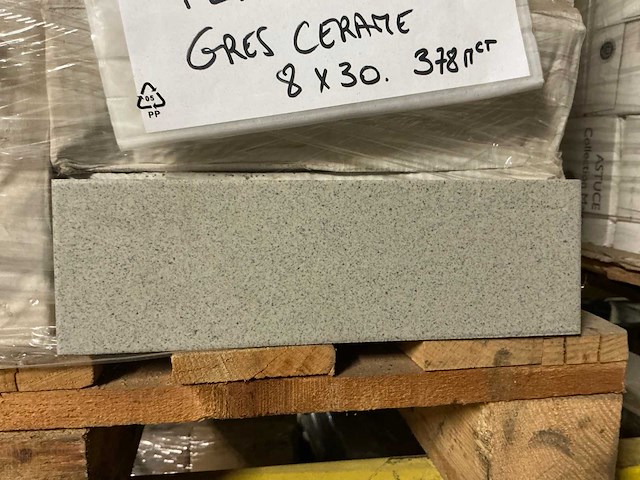 GRES CERAME
8 X 30. 378 Пст
05
PP
ASTUCE